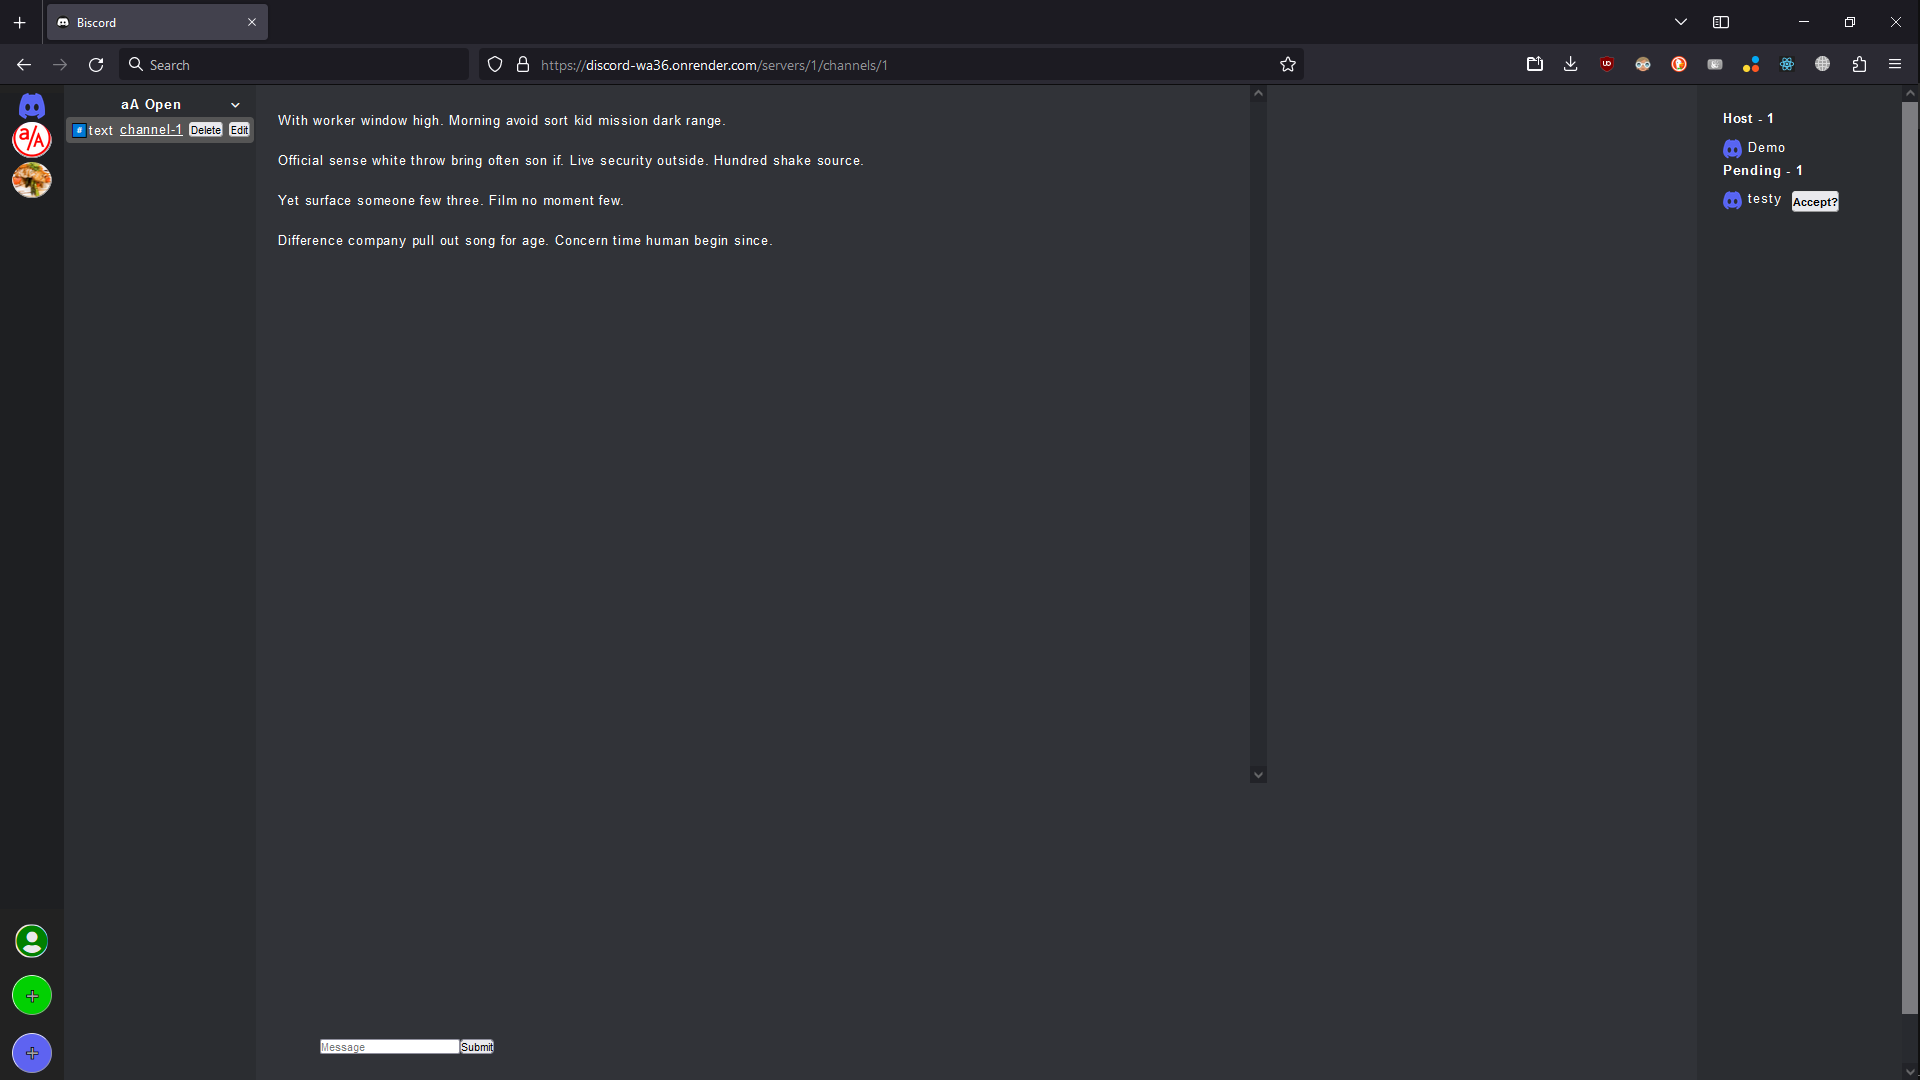 Biscord
Search
https://discord-wa36.onrender.com/servers/1/channels/1
UD
a/A
aA Open
# text channel-1 Delete Edit
With worker window high. Morning avoid sort kid mission dark range.
Official sense white throw bring often son if. Live security outside. Hundred shake source.
Yet surface someone few three. Film no moment few.
Difference company pull out song for age. Concern time human begin since.
Message Submit
Host - 1
Demo
Pending - 1
testy Accept?